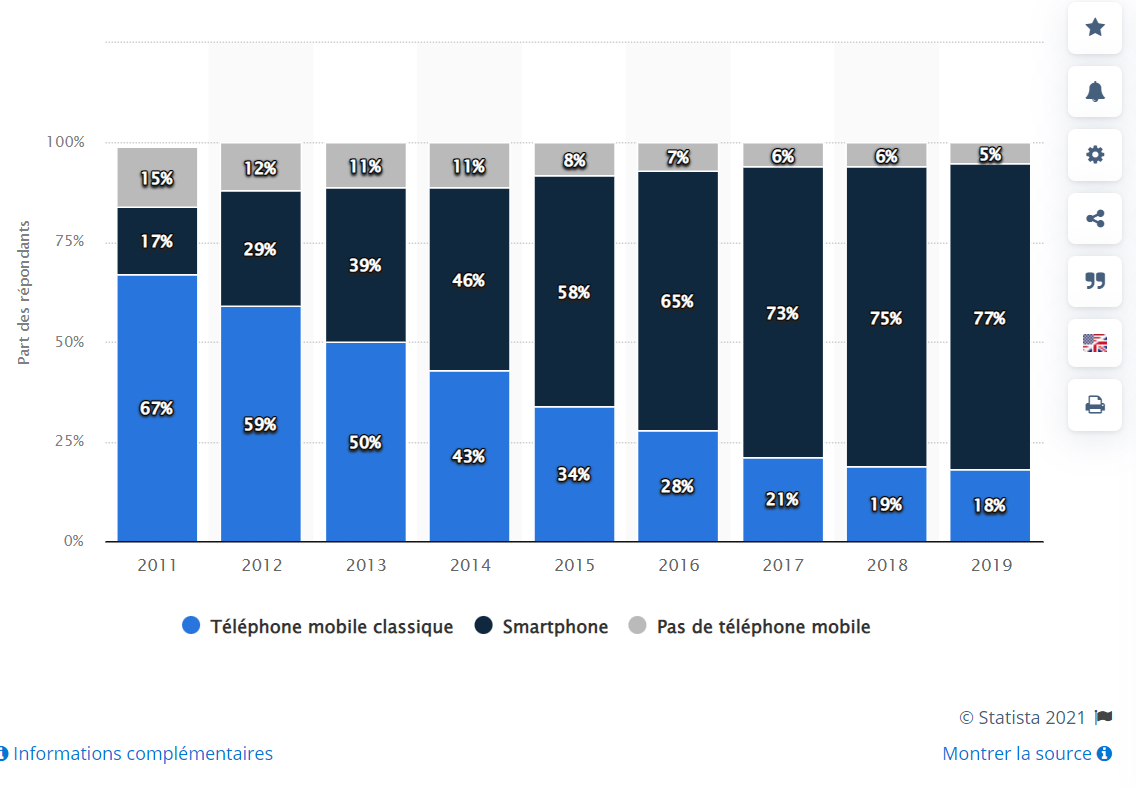 Part des répondants
100%
75%
50%
25%
0%
15% 12% 11% 11% 8% 7% 6% 6% 5%
17% 29% 39% 46% 58% 65% 73% 75% 77%
67% 59% 50% 43% 34% 28% 21% 19% 18%
2011 2012 2013 2014 2015 2016 2017 2018 2019
Téléphone mobile classique Smartphone Pas de téléphone mobile
© Statista 2021
Informations complémentaires Montrer la source